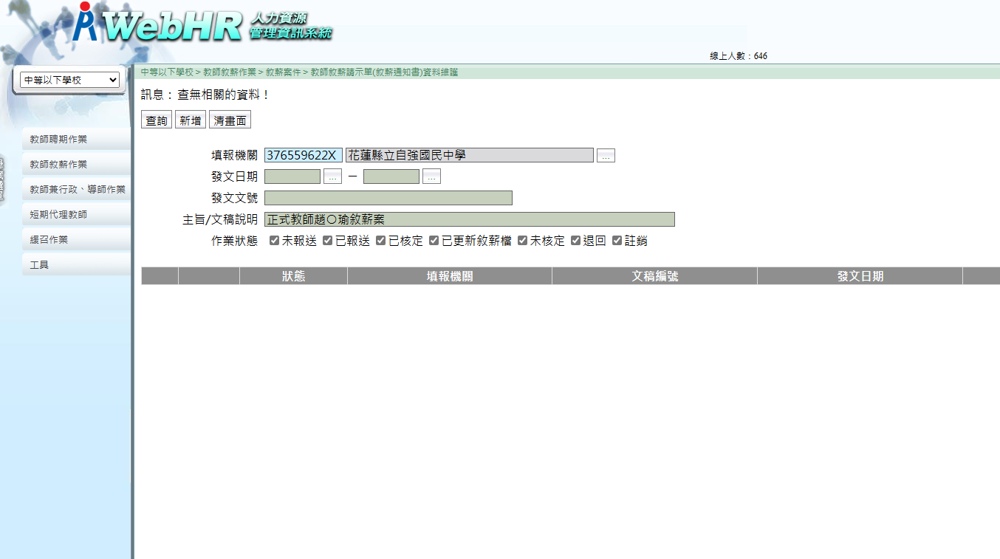 WebHR 人力資源
管理資訊系統
線上人數：646
中等以下學校
中等以下學校 > 教師敘薪作業 > 敘薪案件 > 教師敘薪請示單(敘薪通知書)資料維護
訊息： 查無相關的資料！
查詢 新增 清畫面
教師聘期作業
教師敘薪作業
教師兼行政、導師作業
短期代理教師
緩召作業
工具
填報機關 376559622X 花蓮縣立自強國民中學 ...
發文日期 ... － ...
發文文號
主旨/文稿說明 正式教師趙○瑜敘薪案
作業狀態 未報送 已報送 已核定 已更新敘薪檔 未核定 退回 註銷
狀態 填報機關 文稿編號 發文日期